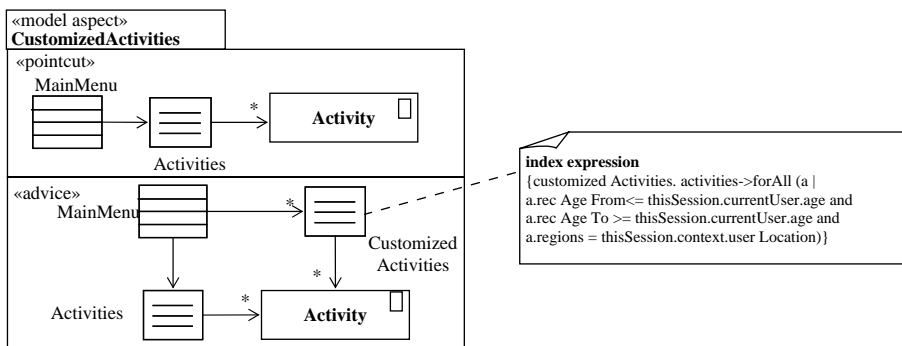 «model aspect»
CustomizedActivities
«pointcut»
MainMenu
*
Activity
Activities
«advice»
MainMenu
*
Customized
Activities
*
Activities
*
Activity
index expression
{customized Activities. activities->forAll (a |
a.rec Age From<= thisSession.currentUser.age and
a.rec Age To >= thisSession.currentUser.age and
a.regions = thisSession.context.user Location)}